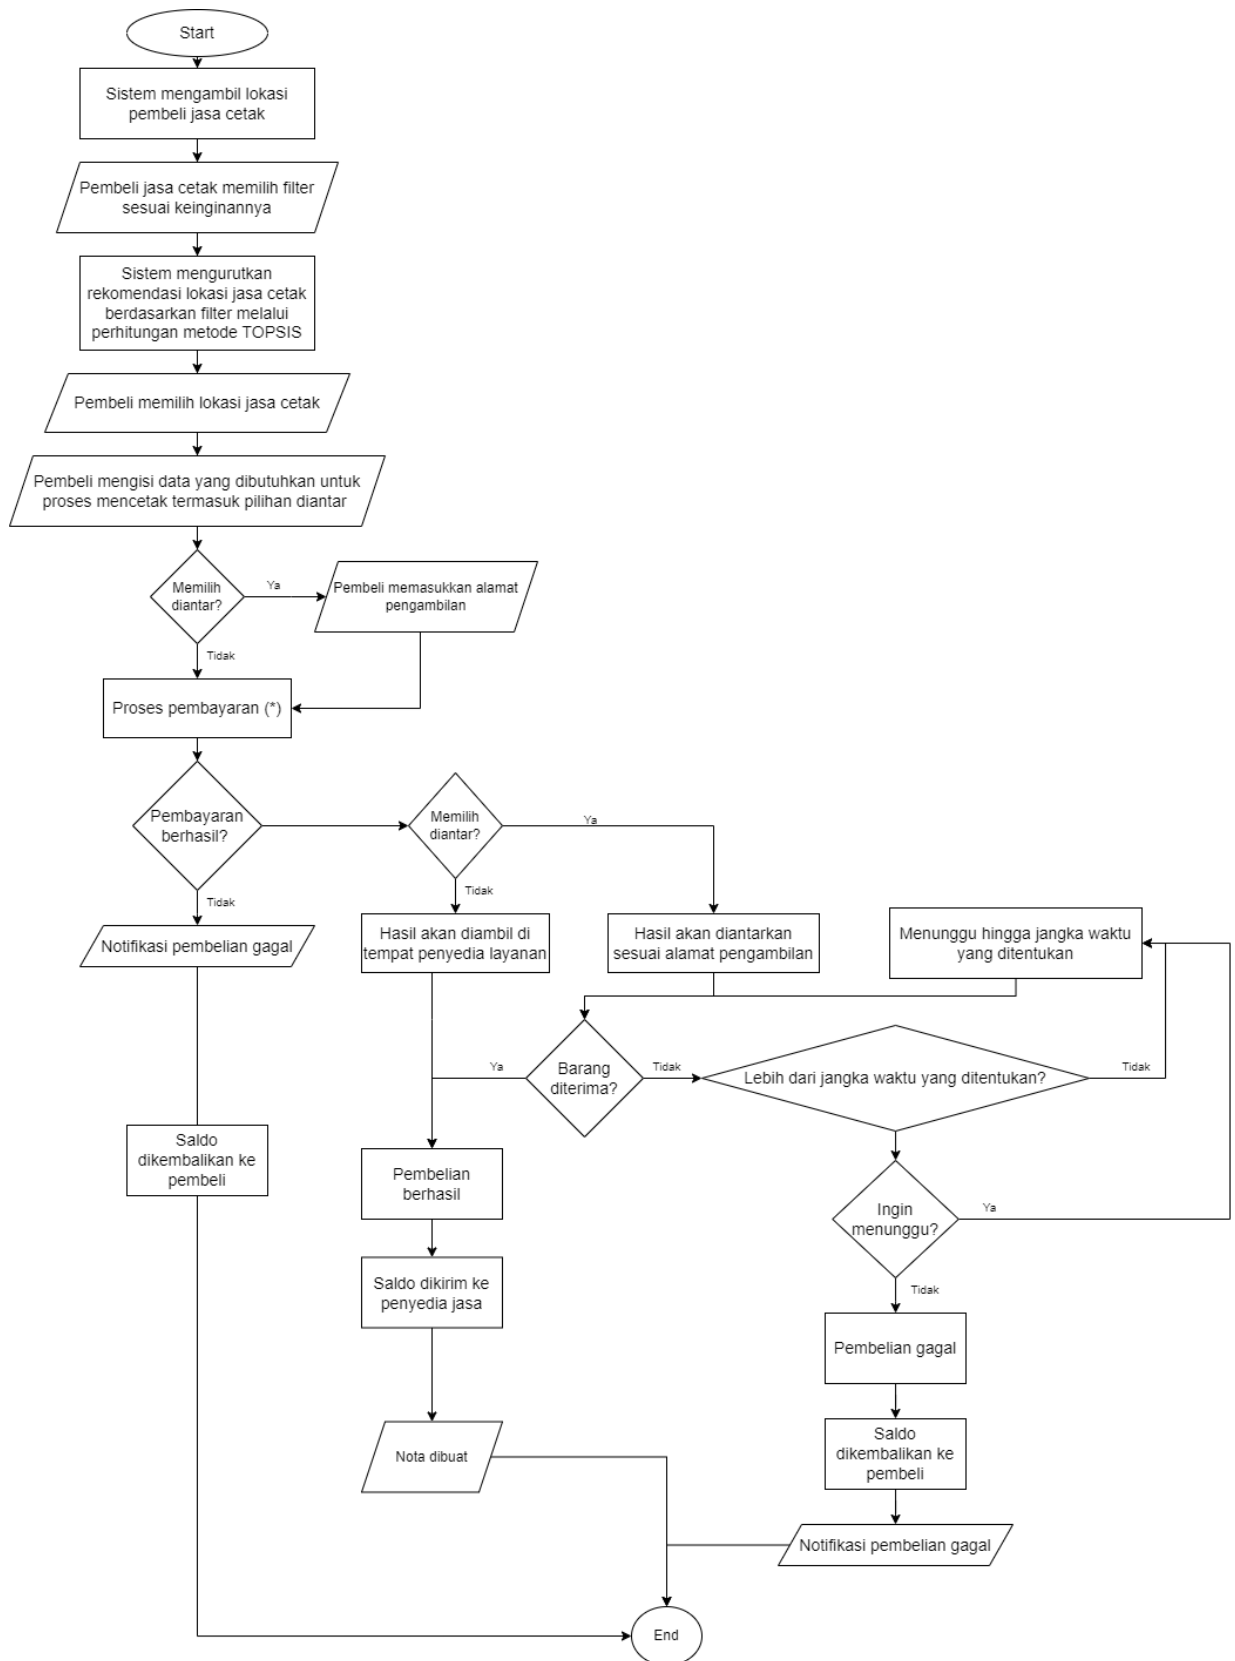 Start
Sistem mengambil lokasi
pembeli jasa cetak
Pembeli jasa cetak memilih filter
sesuai keinginannya
Sistem mengurutkan
rekomendasi lokasi jasa cetak
berdasarkan filter melalui
perhitungan metode TOPSIS
Pembeli memilih lokasi jasa cetak
Pembeli mengisi data yang dibutuhkan untuk
proses mencetak termasuk pilihan diantar
Memilih
diantar?
Ya
Pembeli memasukkan alamat
pengambilan
Tidak
Proses pembayaran (*)
Pembayaran
berhasil?
Memilih
diantar?
Ya
Tidak
Tidak
Notifikasi pembelian gagal
Hasil akan diambil di
tempat penyedia layanan
Hasil akan diantarkan
sesuai alamat pengambilan
Menunggu hingga jangka waktu
yang ditentukan
Ya
Barang
diterima?
Tidak
Lebih dari jangka waktu yang ditentukan?
Tidak
Saldo
dikembalikan ke
pembeli
Pembelian
berhasil
Ingin
menunggu?
Ya
Saldo dikirim ke
penyedia jasa
Tidak
Pembelian gagal
Nota dibuat
Saldo
dikembalikan ke
pembeli
Notifikasi pembelian gagal
End